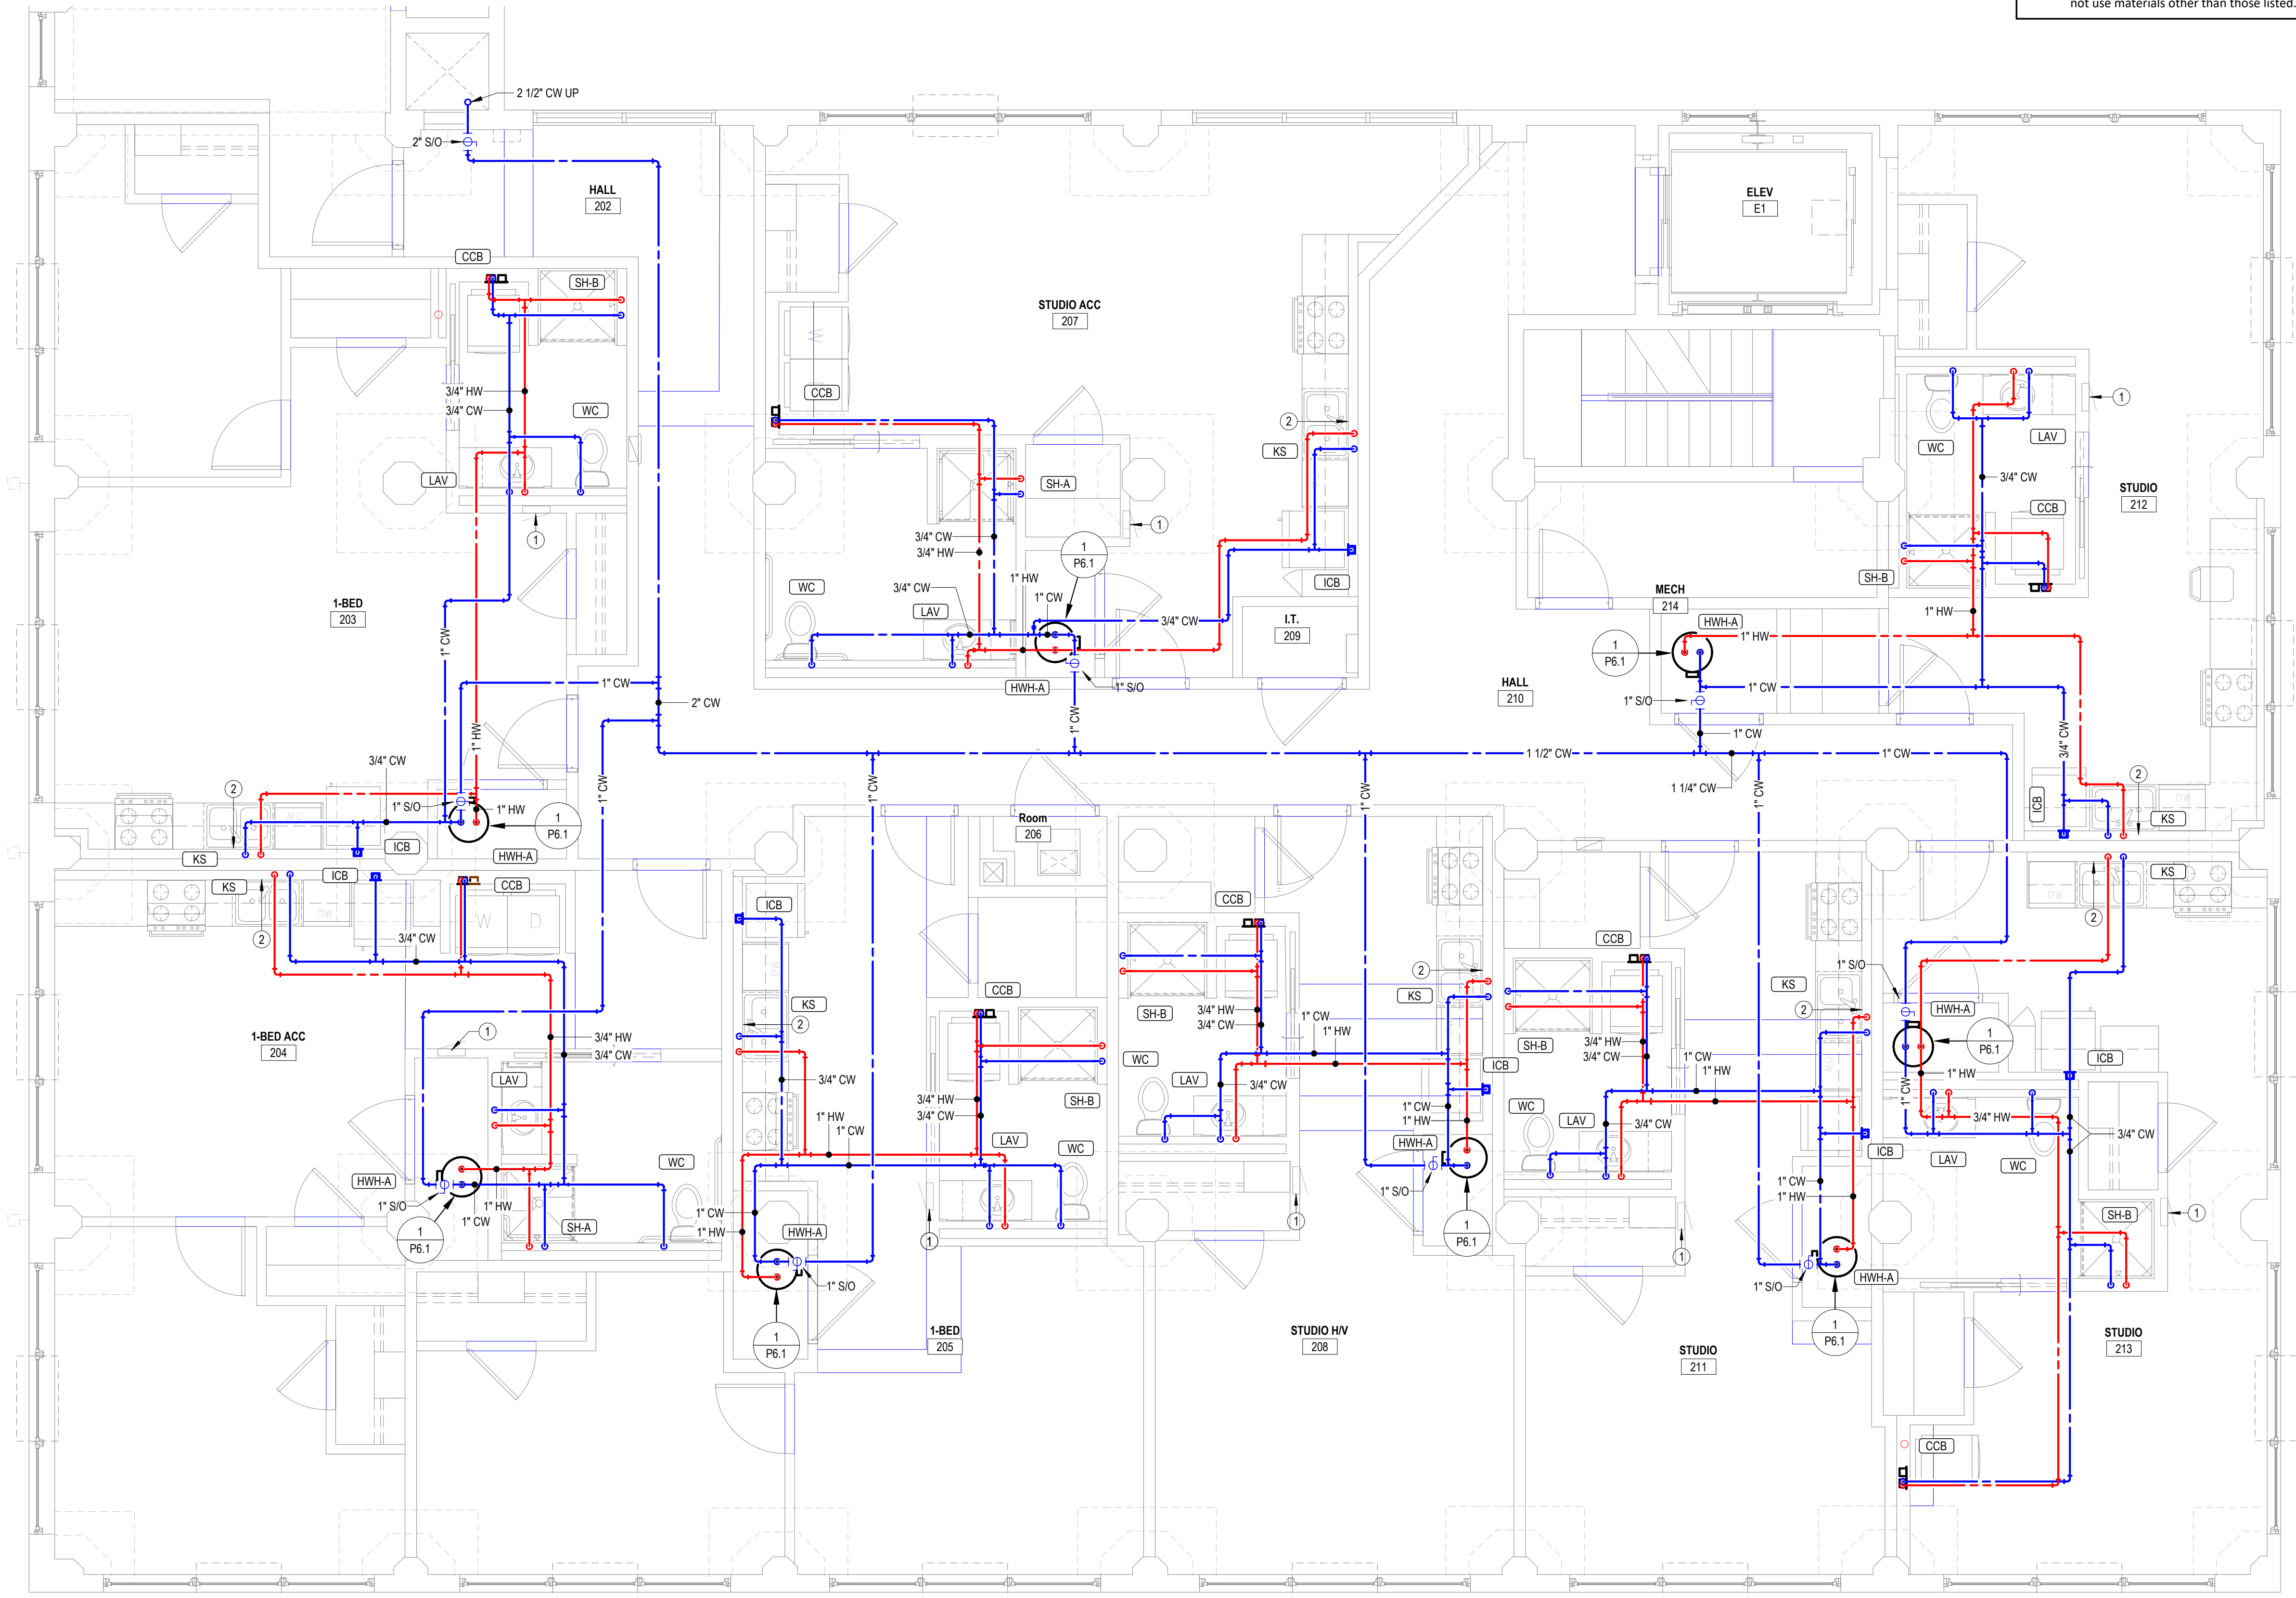 not use materials other than those listed.
2 1/2" CW UP
2" S/O
HALL
202
ELEV
E1
CCB
SH-B
STUDIO ACC
207
3/4" HW
3/4" CW
WC
W
CCB
LAV
1
2
KS
SH-A
1
3/4" CW
3/4" HW
1
P6.1
1" HW
1" CW
WC
3/4" CW
LAV
3/4" CW
ICB
I.T.
209
HWH-A
1" S/O
1" CW
1
WC
LAV
3/4" CW
STUDIO
212
CCB
SH-B
1" HW
MECH
214
HWH-A
1" HW
1
P6.1
HALL
210
1" S/O
1" CW
1" CW
3/4" CW
1-BED
203
1" CW
1" CW
2" CW
1" HW
1" CW
3/4" CW
2
1" S/O
1" HW
1
P6.1
DW
KS
ICB
HWH-A
1 1/2" CW
1" CW
1 1/4" CW
1" CW
1" CW
1" CW
2
ICB
DW
KS
Room
206
KS
ICB
CCB
DW
W
D
2
3/4" CW
1-BED ACC
204
1
3/4" HW
3/4" CW
LAV
HWH-A
1" S/O
1" HW
1" CW
1
P6.1
SH-A
WC
ICB
DW
KS
2
3/4" CW
CCB
3/4" HW
3/4" CW
SH-B
1" HW
1" CW
LAV
WC
1" CW
1" HW
HWH-A
1" S/O
1
P6.1
1
1-BED
205
CCB
2
KS
SH-B
3/4" HW
3/4" CW
1" CW
1" HW
WC
LAV
3/4" CW
ICB
1" CW
1" HW
HWH-A
1" S/O
1
P6.1
1
STUDIO H/V
208
CCB
KS
2
SH-B
3/4" HW
3/4" CW
1" CW
1" HW
WC
LAV
3/4" CW
ICB
1" CW
1" HW
1" S/O
HWH-A
1
P6.1
1
STUDIO
211
DW
KS
2
1" S/O
HWH-A
1
P6.1
ICB
1" HW
1" CW
3/4" HW
3/4" CW
LAV
WC
SH-B
1
STUDIO
213
CCB